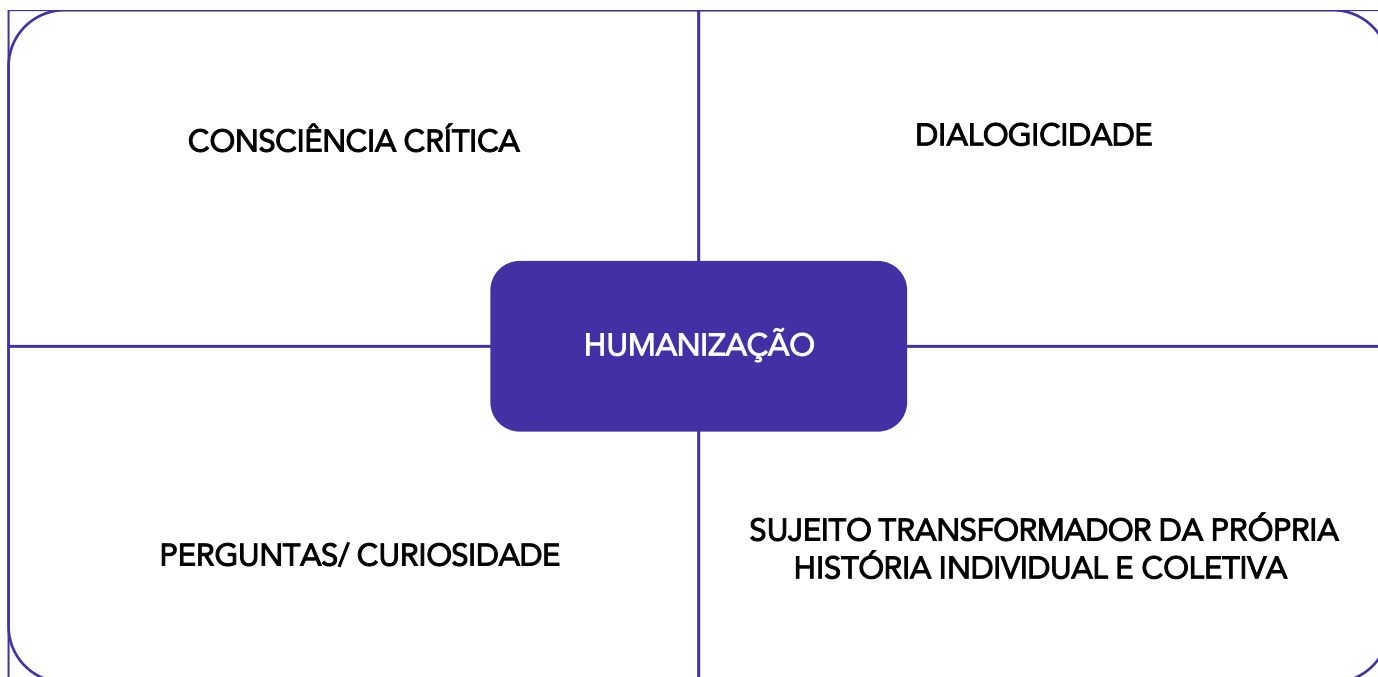 CONSCIÊNCIA CRÍTICA
DIALOGICIDADE
HUMANIZAÇÃO
PERGUNTAS/ CURIOSIDADE
SUJEITO TRANSFORMADOR DA PRÓPRIA
HISTÓRIA INDIVIDUAL E COLETIVA